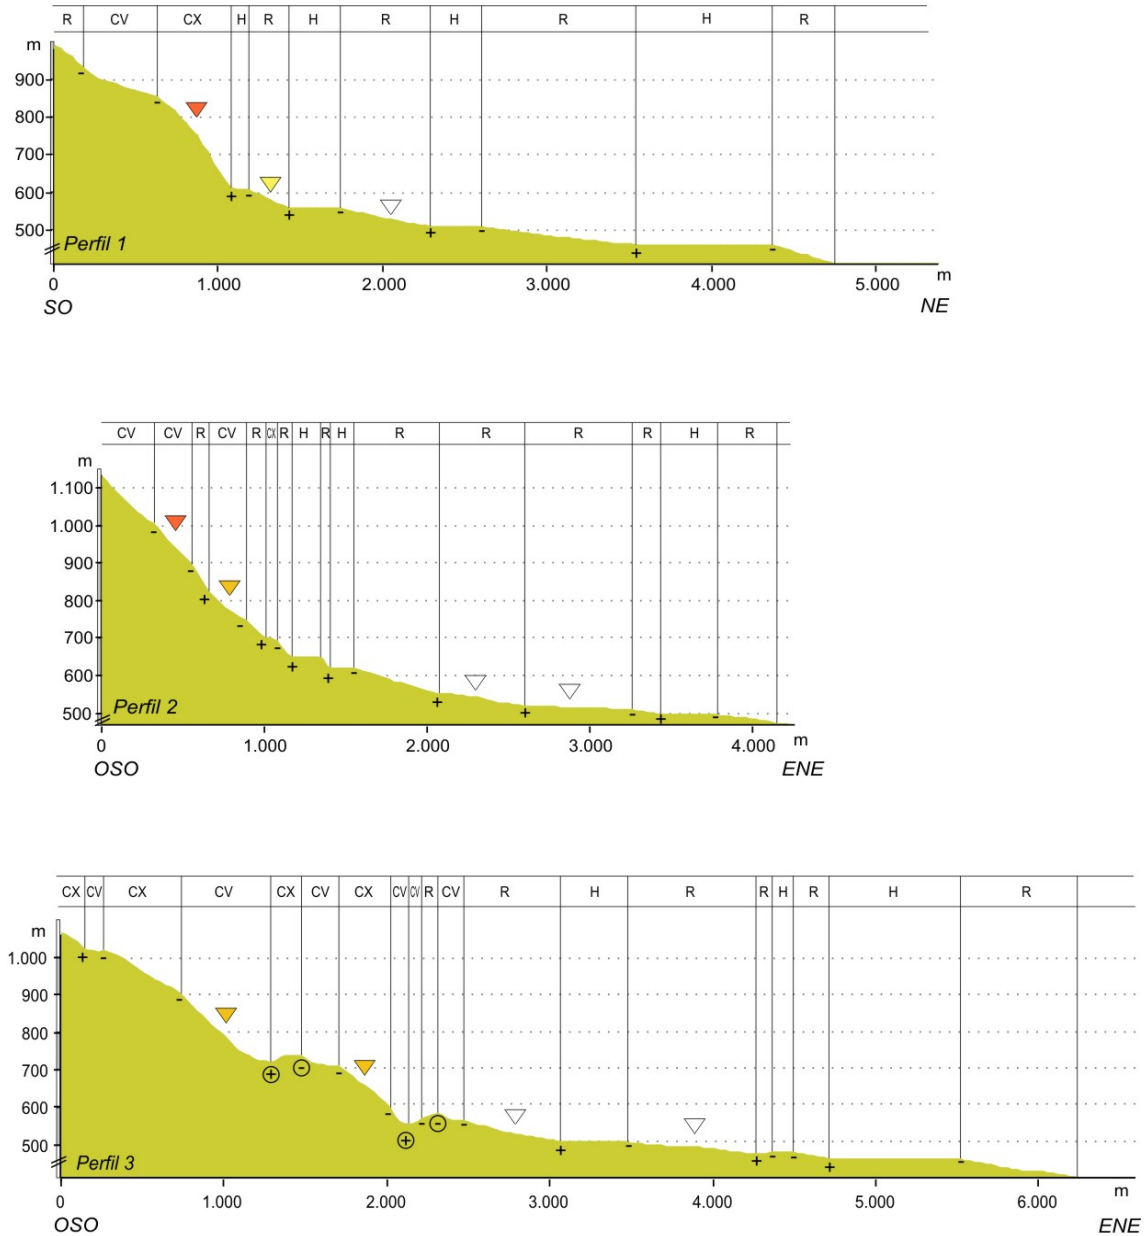 R CV CX H R H R H R H R
m
900
800
700
600
500
- - + - + - + - + -
Perfil 1
0 1.000 2.000 3.000 4.000 5.000 m
SO NE
CV CV R CV R CX R H R H R R R R H R
m
1.100
1.000
900
800
700
600
500
- - + - + - + + - + + - + -
Perfil 2
0 1.000 2.000 3.000 4.000 m
OSO ENE
CX CV CX CV CX CV CX CV CV R CV R H R R H R H R
m
1.000
900
800
700
600
500
+ - - + - - - + - - - + - + - - + -
Perfil 3
0 1.000 2.000 3.000 4.000 5.000 6.000 m
OSO ENE